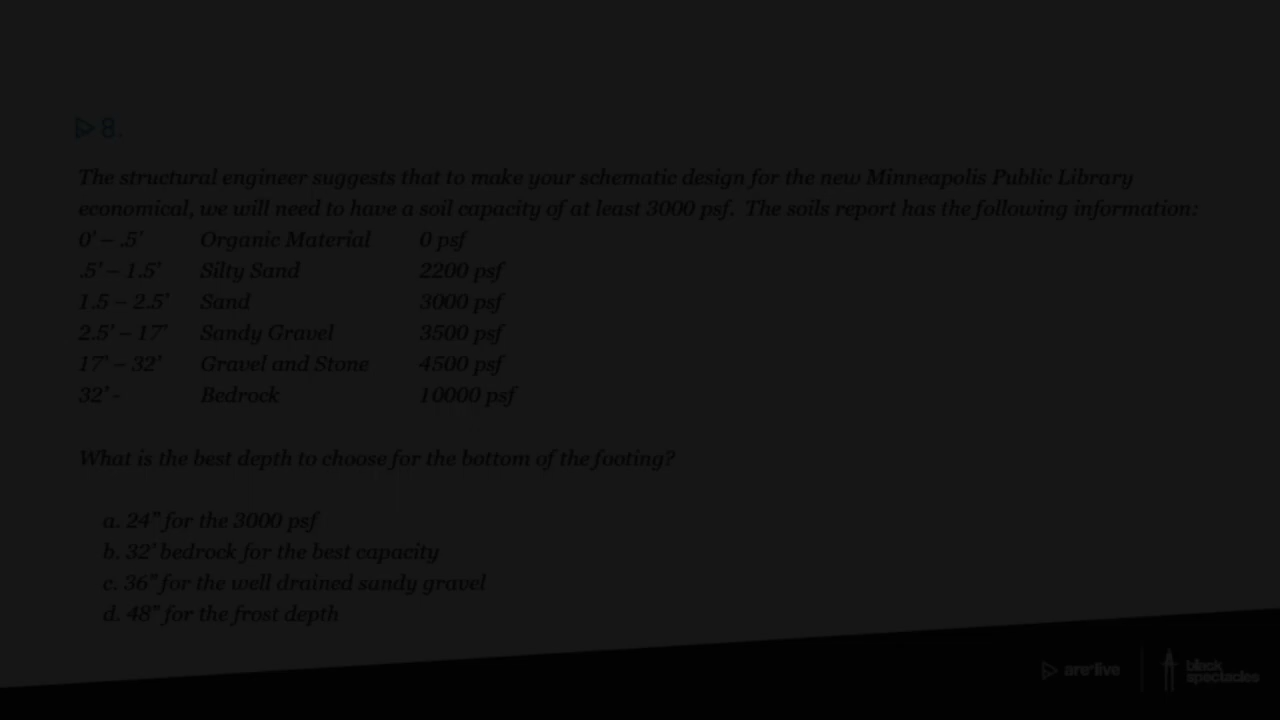 8.
The structural engineer suggests that to make your schematic design for the new Minneapolis Public Library
economical, we will need to have a soil capacity of at least 3000 psf. The soils report has the following information:
0' – .5' Organic Material 0 psf
.5' – 1.5' Silty Sand 2200 psf
1.5 – 2.5' Sand 3000 psf
2.5' – 17' Sandy Gravel 3500 psf
17' – 32' Gravel and Stone 4500 psf
32' - Bedrock 10000 psf
What is the best depth to choose for the bottom of the footing?
a. 24" for the 3000 psf
b. 32' bedrock for the best capacity
c. 36" for the well drained sandy gravel
d. 48" for the frost depth
are live
black
spectacles